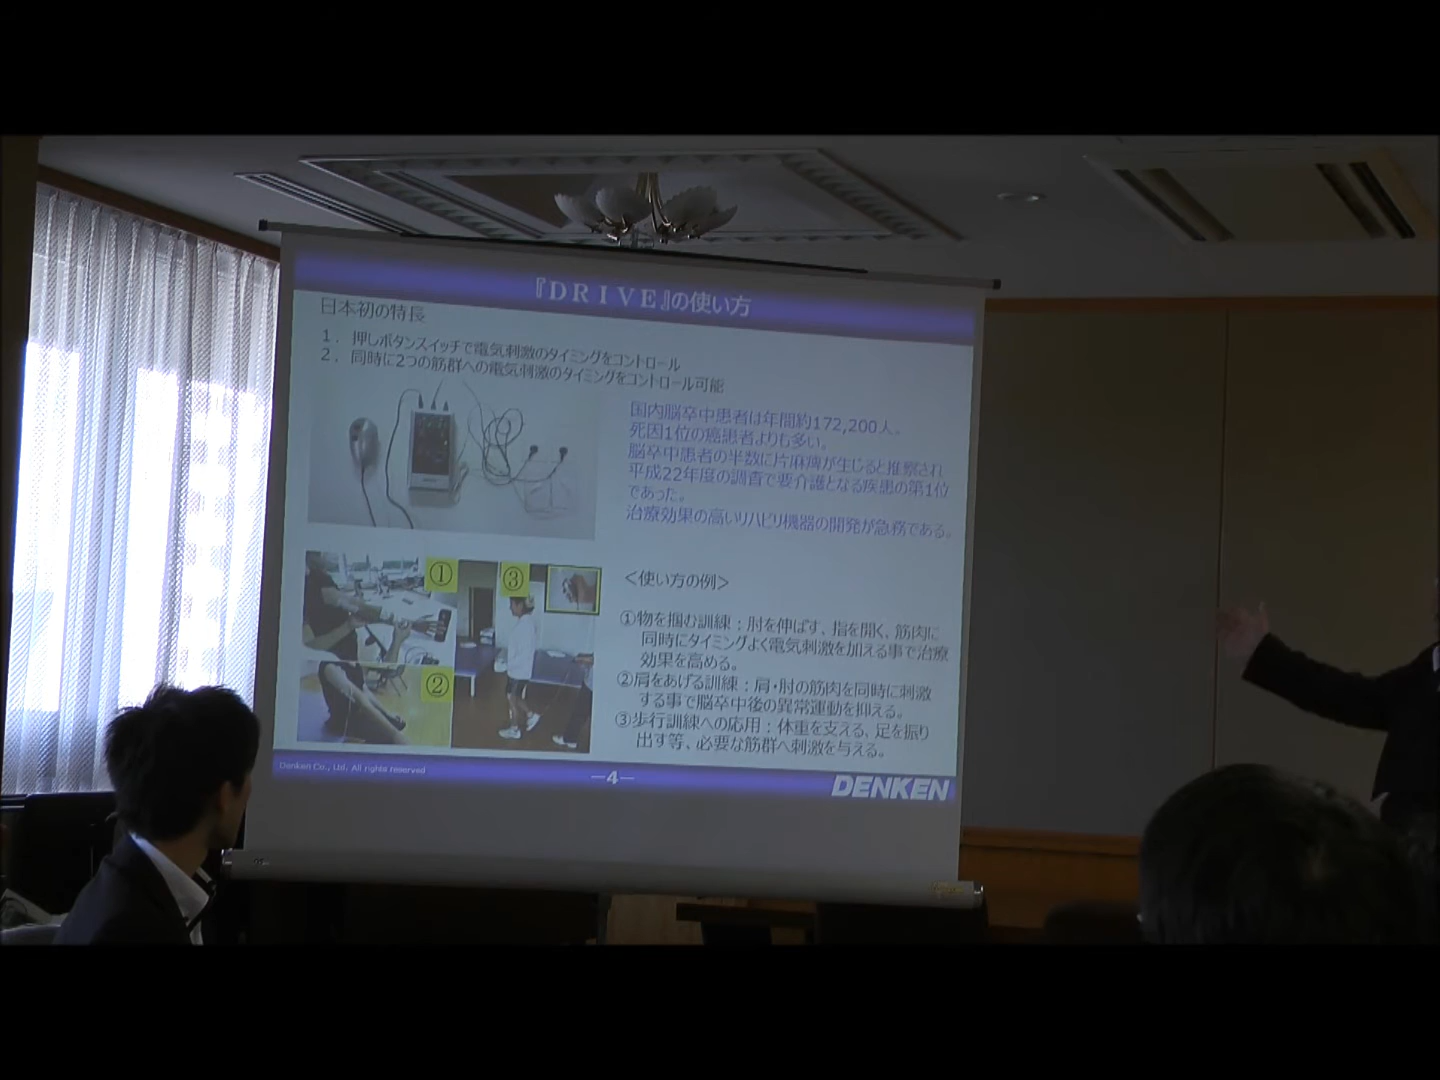 『DRIVE』の使い方
日本初の特長
1. 押しボタンスイッチで電気刺激のタイミングをコントロール
2. 同時に2つの筋群への電気刺激のタイミングをコントロール可能
国内脳卒中患者は年間約172,200人。
死因1位の癌患者よりも多い。
脳卒中患者の半数に片麻痺が生じると推察され
平成22年度の調査で要介護となる疾患の第1位
であった。
治療効果の高いリハビリ機器の開発が急務である。
①
③
②
＜使い方の例＞
①物を掴む訓練：肘を伸ばす、指を開く、筋肉に
同時にタイミングよく電気刺激を加える事で治療
効果を高める。
②肩をあげる訓練：肩・肘の筋肉を同時に刺激
する事で脳卒中後の異常運動を抑える。
③歩行訓練への応用：体重を支える、足を振り
出す等、必要な筋群へ刺激を与える。
Denken Co., Ltd. All rights reserved
—4—
DENKEN